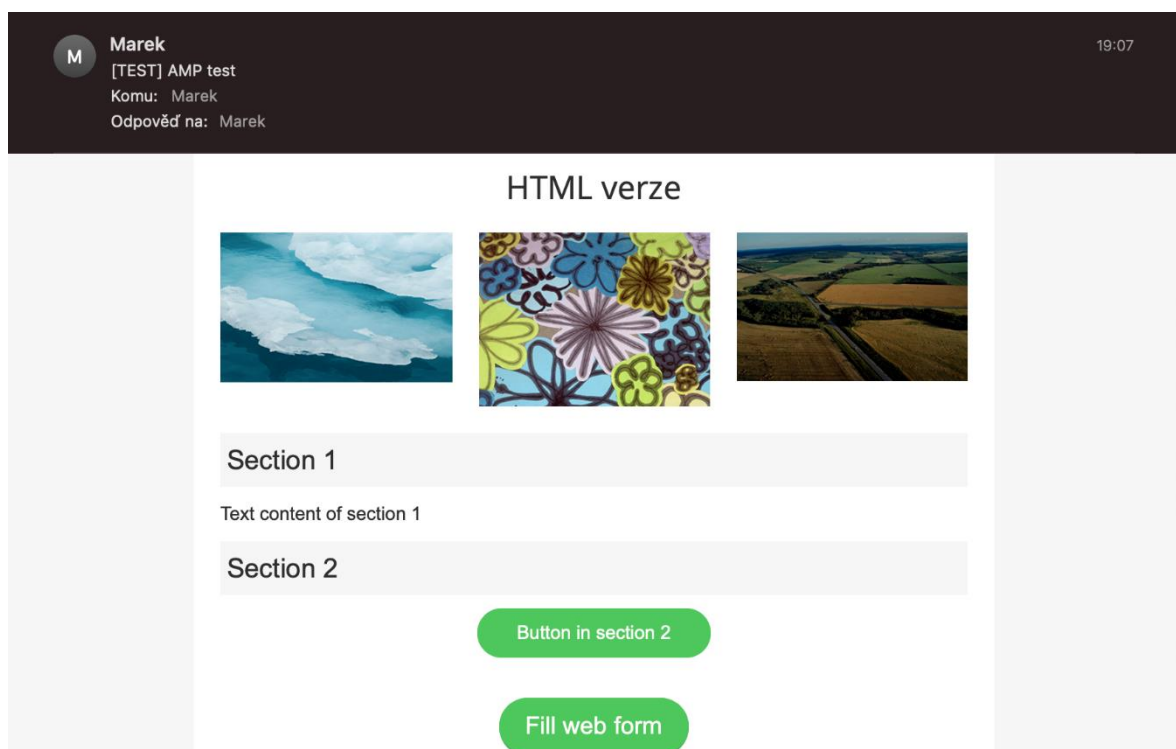 M
Marek
19:07
[TEST] AMP test
Komu: Marek
Odpověď na: Marek
HTML verze
Section 1
Text content of section 1
Section 2
Button in section 2
Fill web form